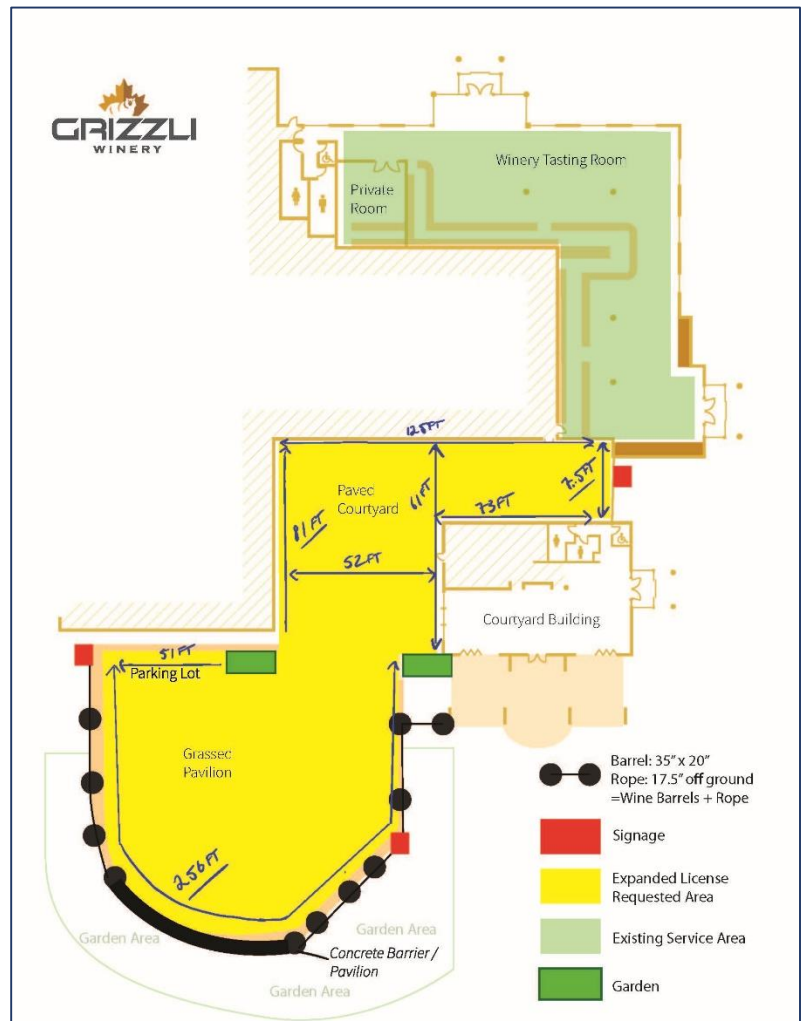 GRIZZLI
WINERY
Winery Tasting Room
Private
Room
125FT
Paved
Courtyard
81FT
61FT
7.5FT
73FT
52FT
Courtyard Building
51FT
Parking Lot
Grassed
Pavilion
256FT
Garden Area
Garden Area
Garden Area
Concrete Barrier /
Pavilion
Barrel: 35" x 20"
Rope: 17.5" off ground
=Wine Barrels + Rope
Signage
Expanded License
Requested Area
Existing Service Area
Garden